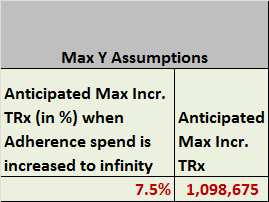 Max Y Assumptions
Anticipated Max Incr.
TRx (in %) when
Adherence spend is
increased to infinity
Anticipated
Max Incr.
TRx
7.5%
1,098,675